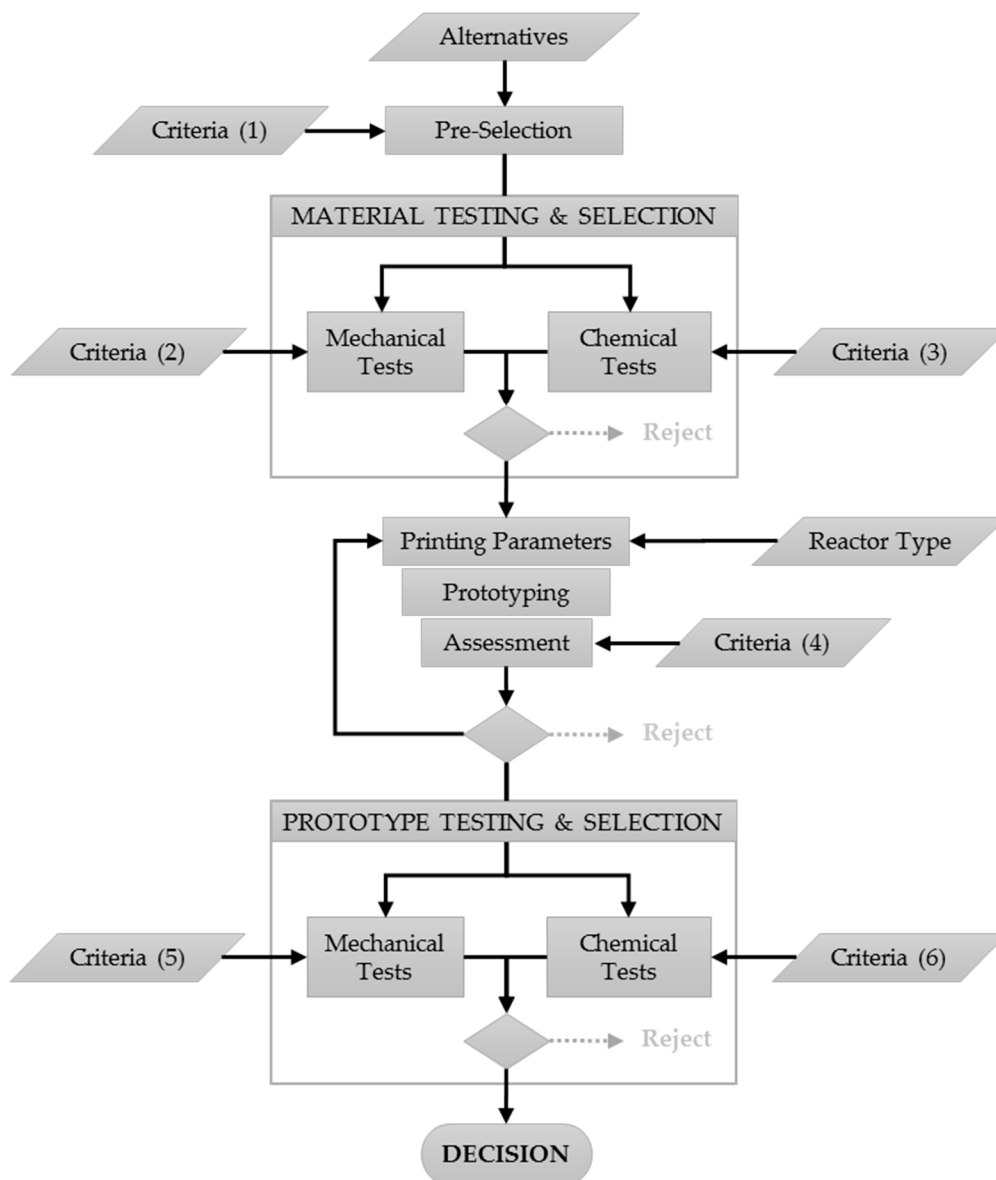 Alternatives
Criteria (1)
Pre-Selection
MATERIAL TESTING & SELECTION
Criteria (2)
Mechanical
Tests
Chemical
Tests
Criteria (3)
Reject
Printing Parameters
Reactor Type
Prototyping
Assessment
Criteria (4)
Reject
PROTOTYPE TESTING & SELECTION
Criteria (5)
Mechanical
Tests
Chemical
Tests
Criteria (6)
Reject
DECISION